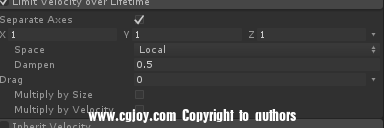 Limit Velocity over Lifetime
Separate Axes
X 1 Y 1 Z 1
Space Local
Dampen 0.5
Drag 0
Multiply by Size
Multiply by Velocity
www.cgjoy.com Copyright to authors
Inherit Velocity